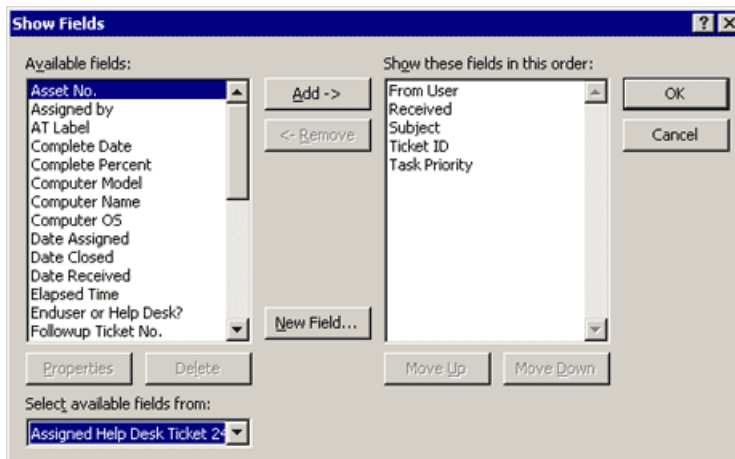 Show Fields
Available fields:
Asset No.
Assigned by
AT Label
Complete Date
Complete Percent
Computer Model
Computer Name
Computer OS
Date Assigned
Date Closed
Date Received
Elapsed Time
Enduser or Help Desk?
Followup Ticket No.
Add ->
<- Remove
New Field...
Show these fields in this order:
From User
Received
Subject
Ticket ID
Task Priority
OK
Cancel
Properties
Delete
Move Up
Move Down
Select available fields from:
Assigned Help Desk Ticket 2